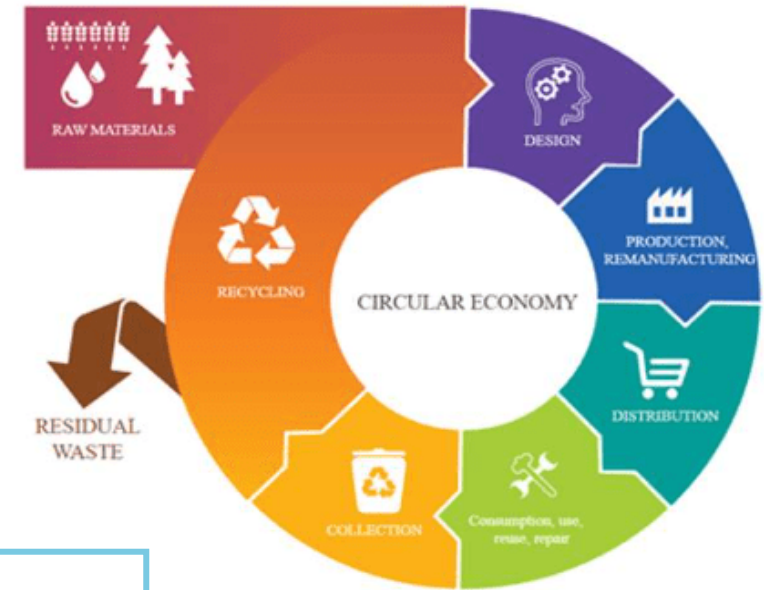 RAW MATERIALS
DESIGN
PRODUCTION,
REMANUFACTURING
RECYCLING
CIRCULAR ECONOMY
DISTRIBUTION
RESIDUAL
WASTE
COLLECTION
Consumption, use,
reuse, repair